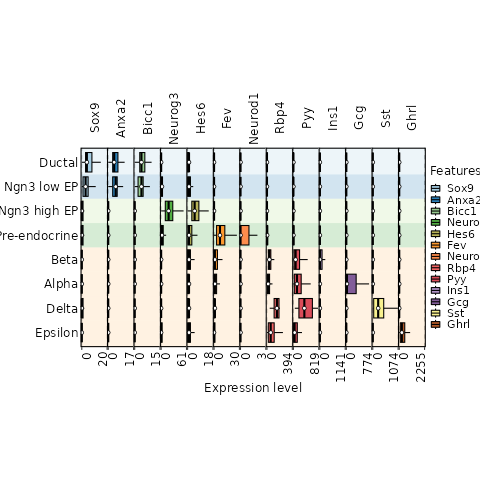 Sox9 Anxa2 Bicc1 Neurog3 Hes6 Fev Neurod1 Rbp4 Pyy Ins1 Gcg Sst Ghrl
Ductal
Ngn3 low EP
Ngn3 high EP
Pre-endocrine
Beta
Alpha
Delta
Epsilon
0 20 0 17 0 15 0 61 0 18 0 30 0 3 0 394 0 819 0 1141 0 774 0 1074 0 2255
Expression level
Features
Sox9
Anxa2
Bicc1
Neuro
Hes6
Fev
Neuro
Rbp4
Pyy
Ins1
Gcg
Sst
Ghrl